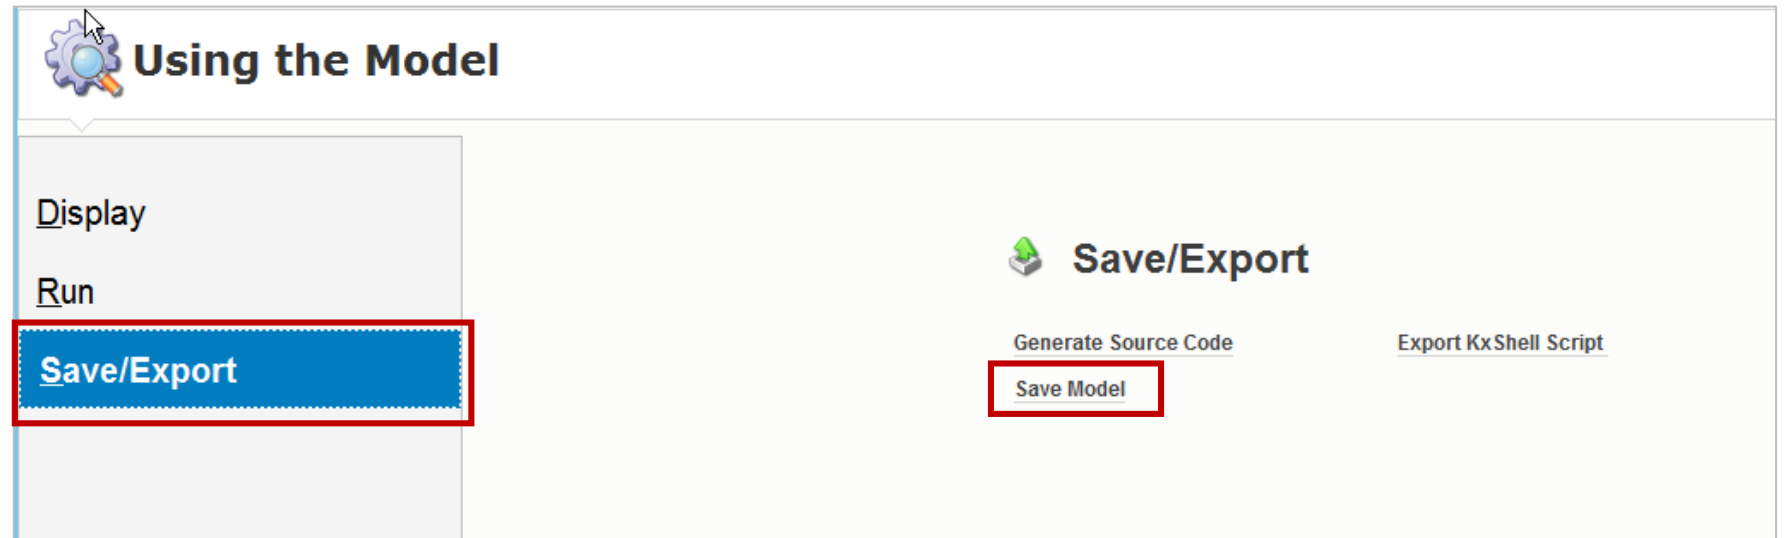 Using the Model
Display
Run
Save/Export
Save/Export
Generate Source Code
Export KxShell Script
Save Model